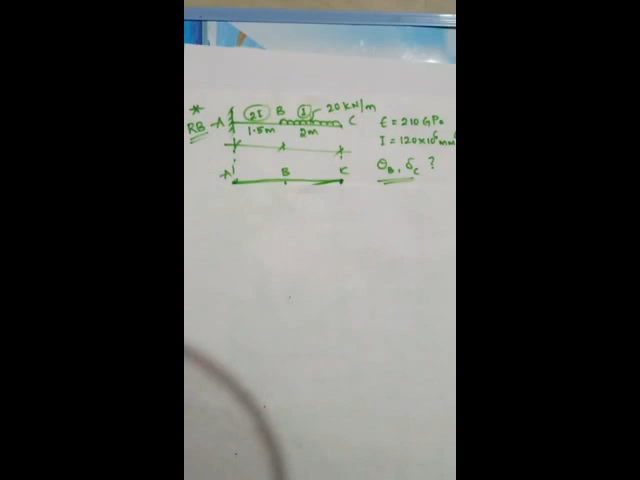 *
2I B I 20 KN/m
RB A C E = 210 GPa
1.5m 2m I = 120×10⁶ mm⁴
θB, δC ?
A B C